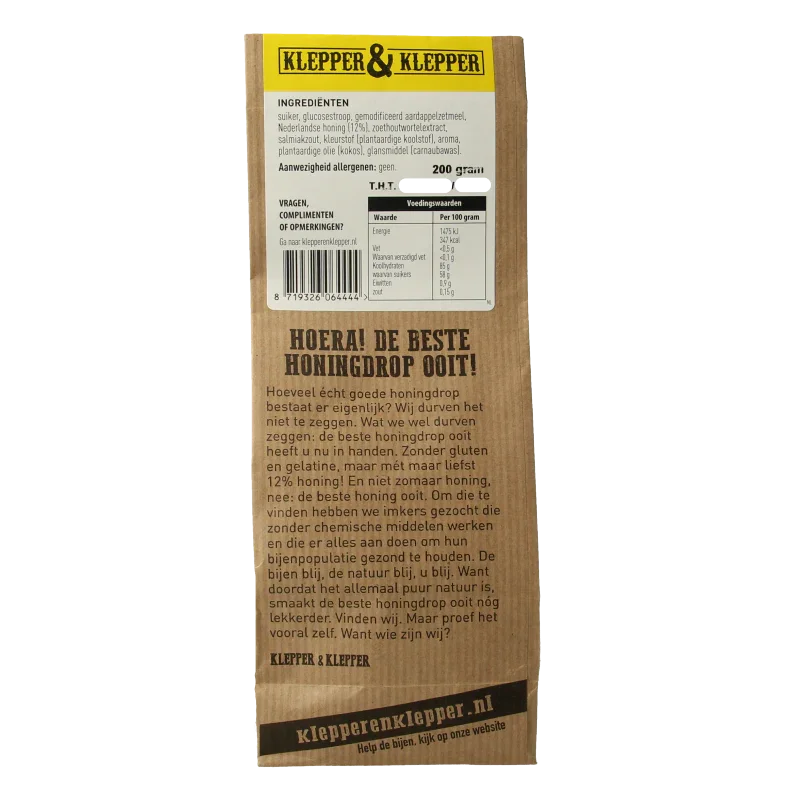 KLEPPER & KLEPPER
INGREDIËNTEN
suiker, glucosestroop, gemodificeerd aardappelzetmeel,
Nederlandse honing (12%), zoethoutwortelextract,
salmiakzout, kleurstof [plantaardige koolstof], aroma,
plantaardige olie [kokos], glansmiddel [carnaubawas].
Aanwezigheid allergenen: geen.
200 gram
T.H.T. /
VRAGEN,
COMPLIMENTEN
OF OPMERKINGEN?
Ga naar klepperenklepper.nl
8 719326 064444 >
Voedingswaarden
Waarde Per 100 gram
Energie 1475 kJ
347 kcal
Vet <0,5 g
Waarvan verzadigd vet <0,1 g
Koolhydraten 85 g
waarvan suikers 58 g
Eiwitten 0,9 g
zout 0,15 g
HOERA! DE BESTE
HONINGDROP OOIT!
Hoeveel écht goede honingdrop
bestaat er eigenlijk? Wij durven het
niet te zeggen. Wat we wel durven
zeggen: de beste honingdrop ooit
heeft u nu in handen. Zonder gluten
en gelatine, maar mét maar liefst
12% honing! En niet zomaar honing,
nee: de beste honing ooit. Om die te
vinden hebben we imkers gezocht die
zonder chemische middelen werken
en die er alles aan doen om hun
bijenpopulatie gezond te houden. De
bijen blij, de natuur blij, u blij. Want
doordat het allemaal puur natuur is,
smaakt de beste honingdrop ooit nóg
lekkerder. Vinden wij. Maar proef het
vooral zelf. Want wie zijn wij?
KLEPPER & KLEPPER
klepperenklepper.nl
Help de bijen, kijk op onze website